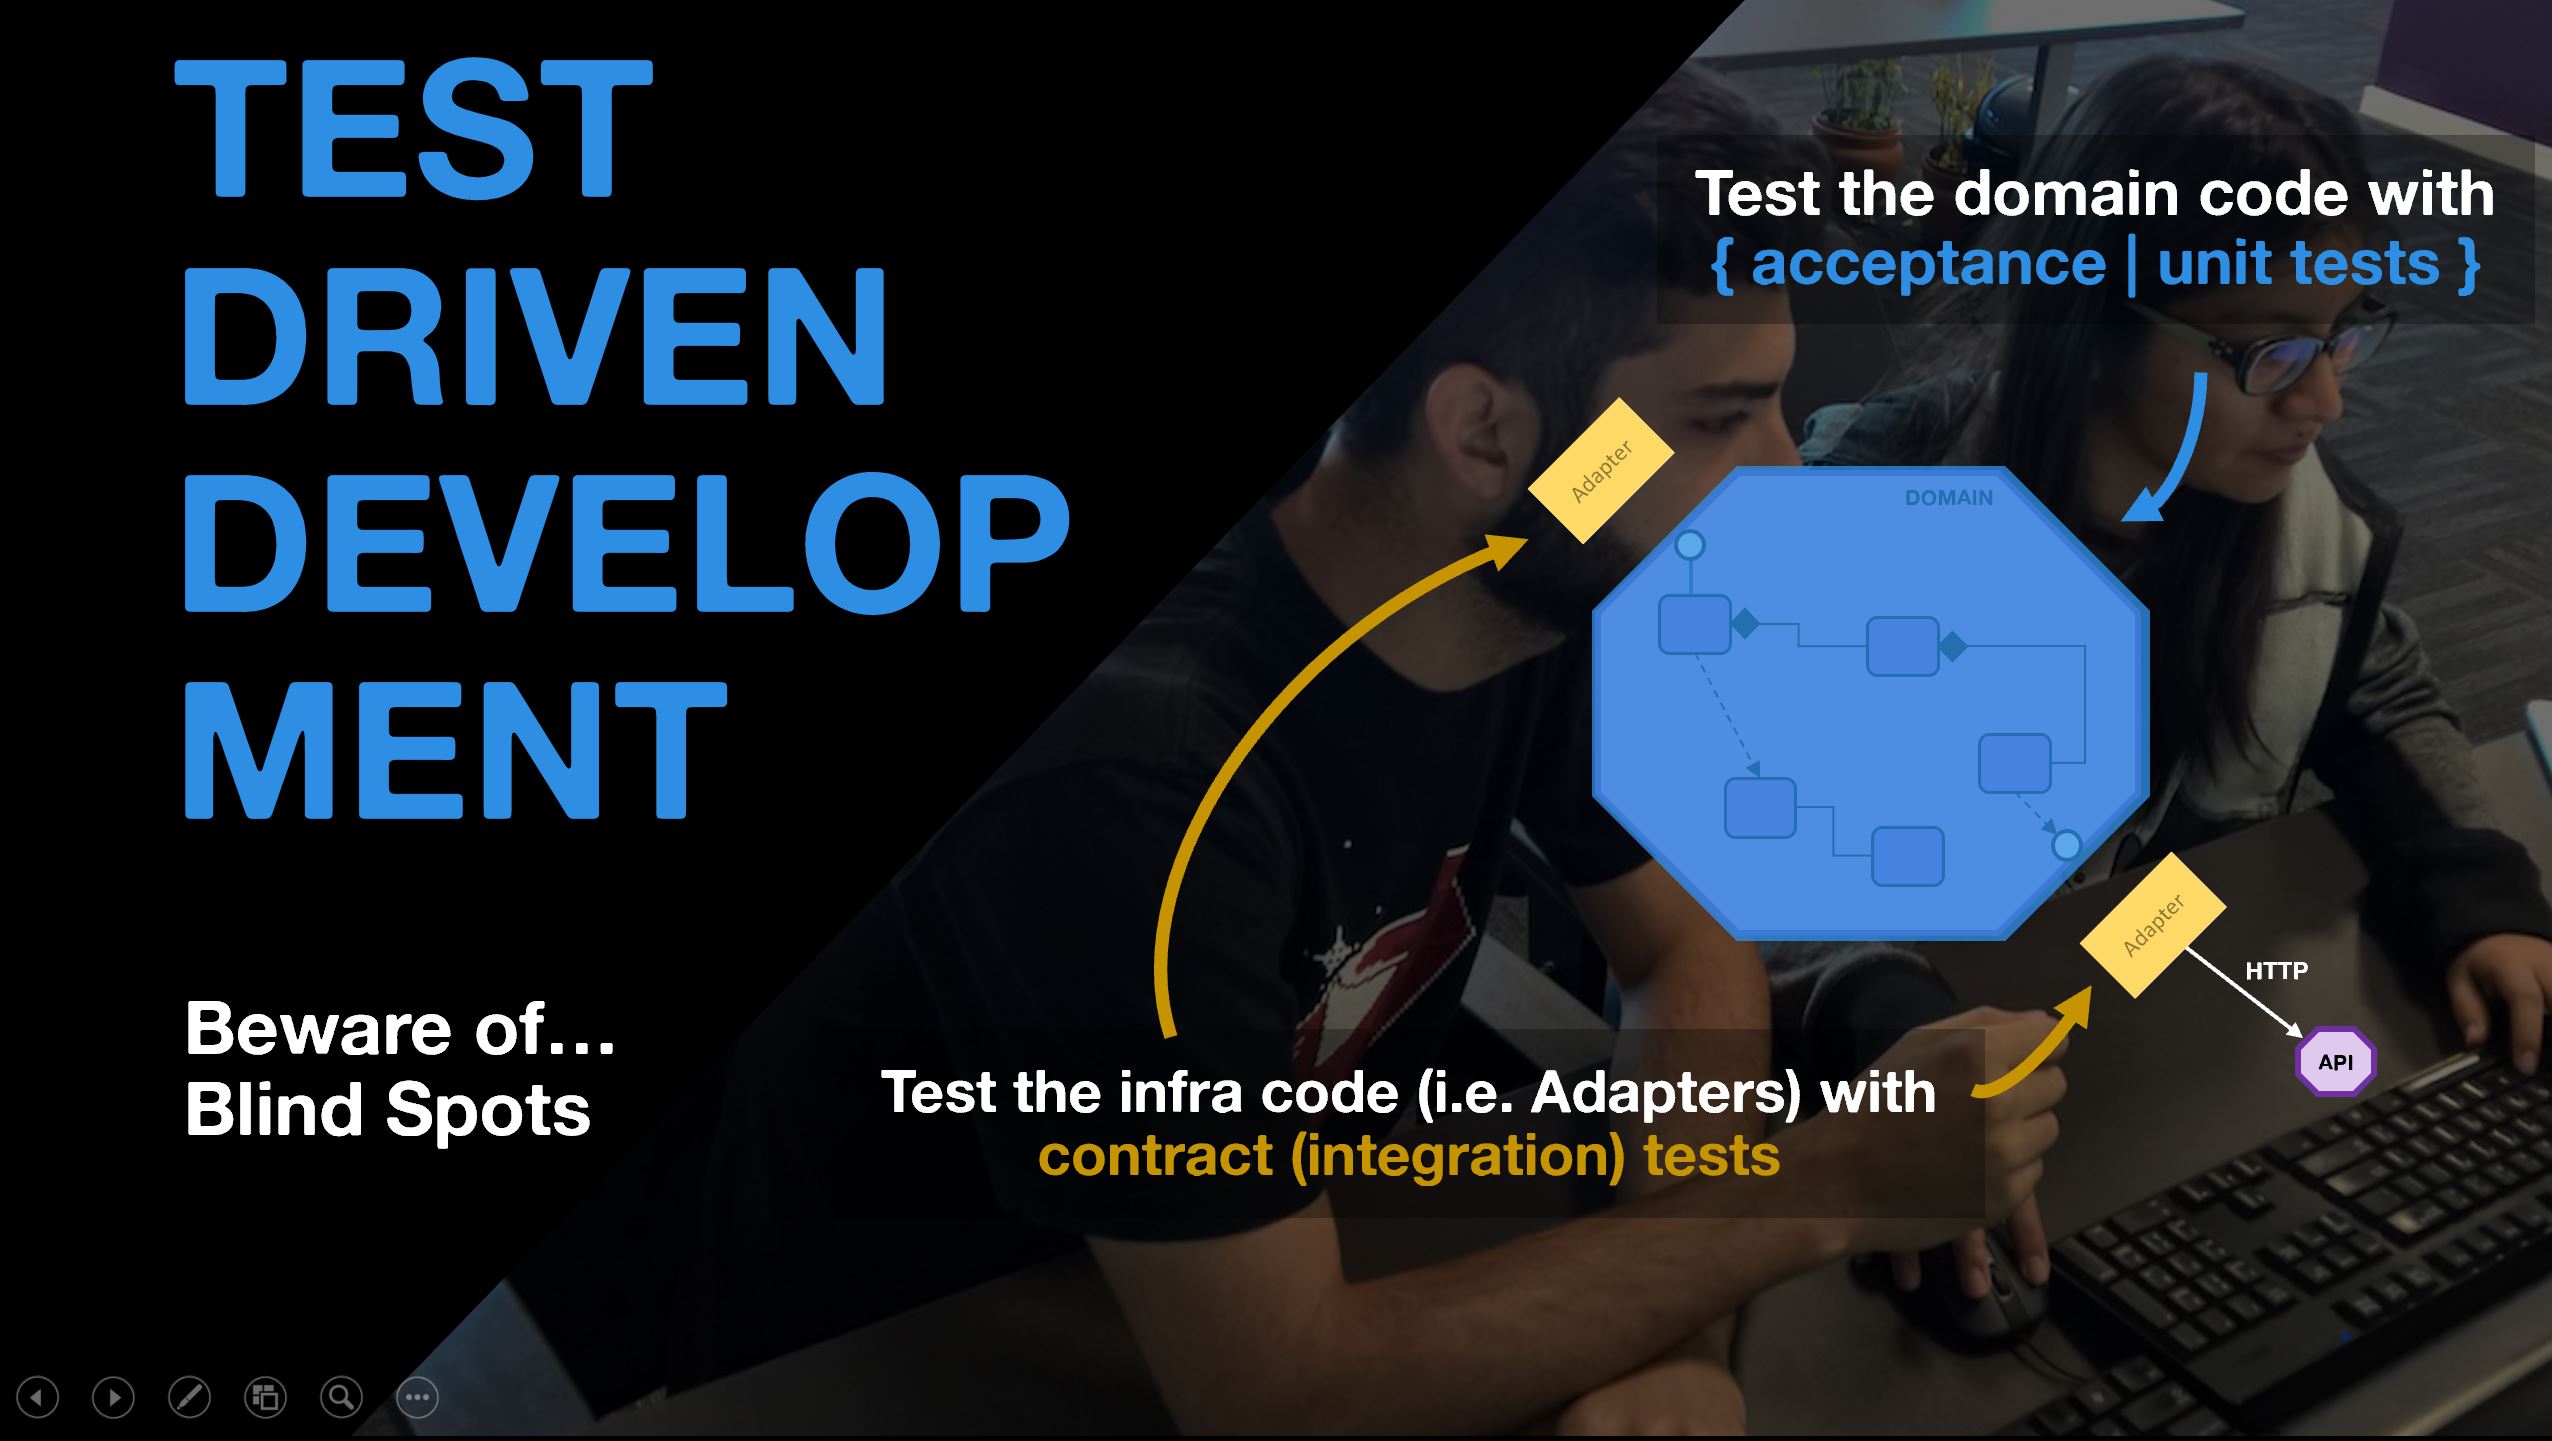 TEST
DRIVEN
DEVELOP
MENT
Beware of...
Blind Spots
Test the domain code with
{ acceptance | unit tests }
Adapter
DOMAIN
Adapter
HTTP
API
Test the infra code (i.e. Adapters) with
contract (integration) tests